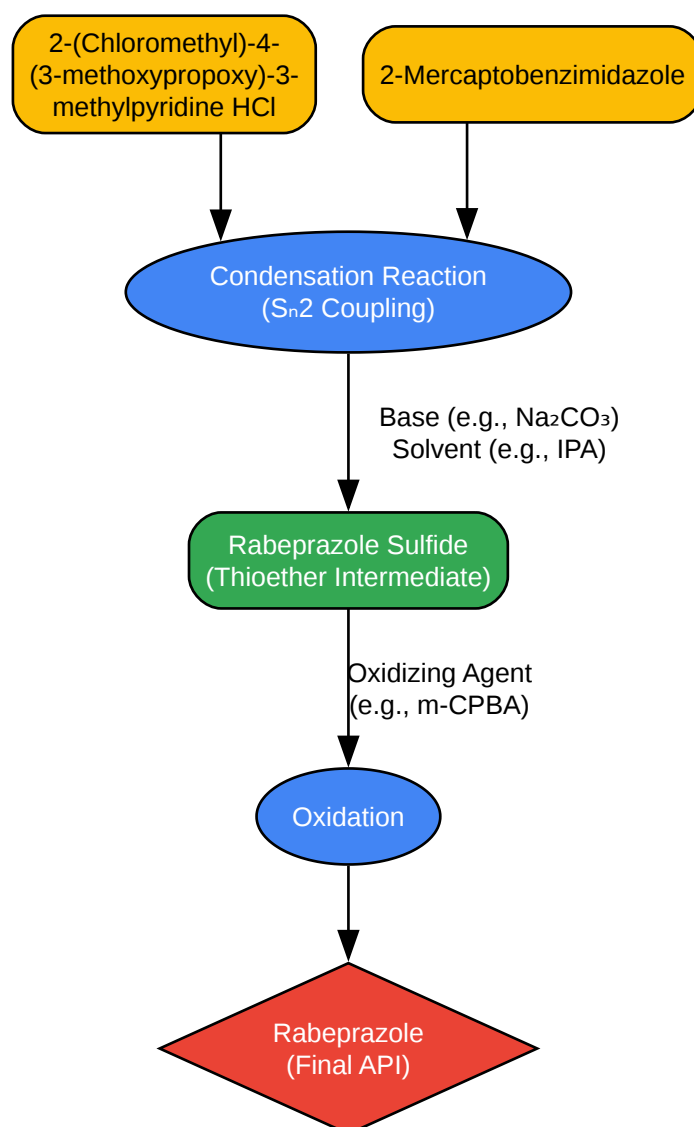 2-(Chloromethyl)-4-
(3-methoxypropoxy)-3-
methylpyridine HCl
2-Mercaptobenzimidazole
Condensation Reaction
(Sₙ2 Coupling)
Base (e.g., Na₂CO₃)
Solvent (e.g., IPA)
Rabeprazole Sulfide
(Thioether Intermediate)
Oxidizing Agent
(e.g., m-CPBA)
Oxidation
Rabeprazole
(Final API)